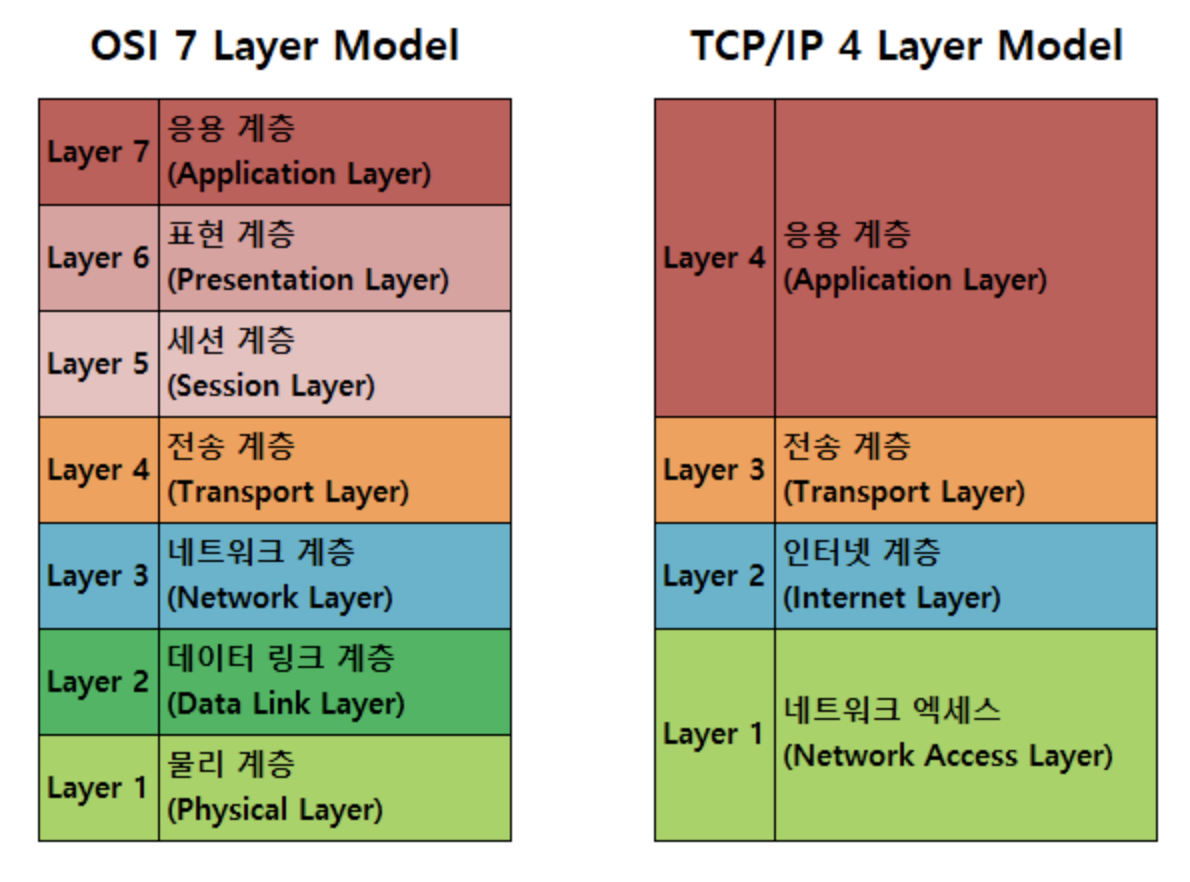 OSI 7 Layer Model
Layer 7
응용 계층
(Application Layer)
Layer 6
표현 계층
(Presentation Layer)
Layer 5
세션 계층
(Session Layer)
Layer 4
전송 계층
(Transport Layer)
Layer 3
네트워크 계층
(Network Layer)
Layer 2
데이터 링크 계층
(Data Link Layer)
Layer 1
물리 계층
(Physical Layer)
TCP/IP 4 Layer Model
Layer 4
응용 계층
(Application Layer)
Layer 3
전송 계층
(Transport Layer)
Layer 2
인터넷 계층
(Internet Layer)
Layer 1
네트워크 엑세스
(Network Access Layer)